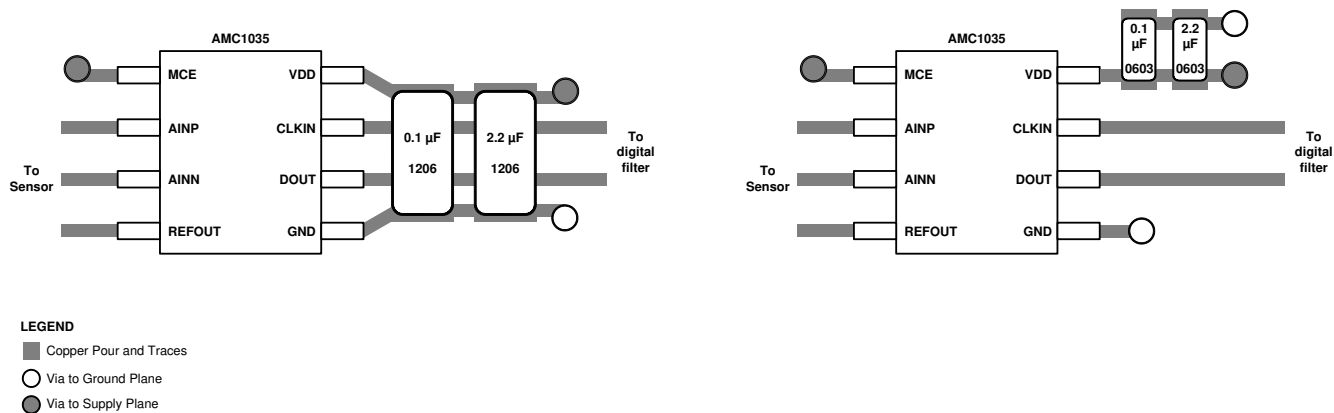 AMC1035
MCE
VDD
AINP
CLKIN
AINN
DOUT
REFOUT
GND
To
Sensor
0.1 µF
1206
2.2 µF
1206
To
digital
filter
AMC1035
MCE
VDD
AINP
CLKIN
AINN
DOUT
REFOUT
GND
To
Sensor
0.1
µF
0603
2.2
µF
0603
To
digital
filter
LEGEND
Copper Pour and Traces
Via to Ground Plane
Via to Supply Plane